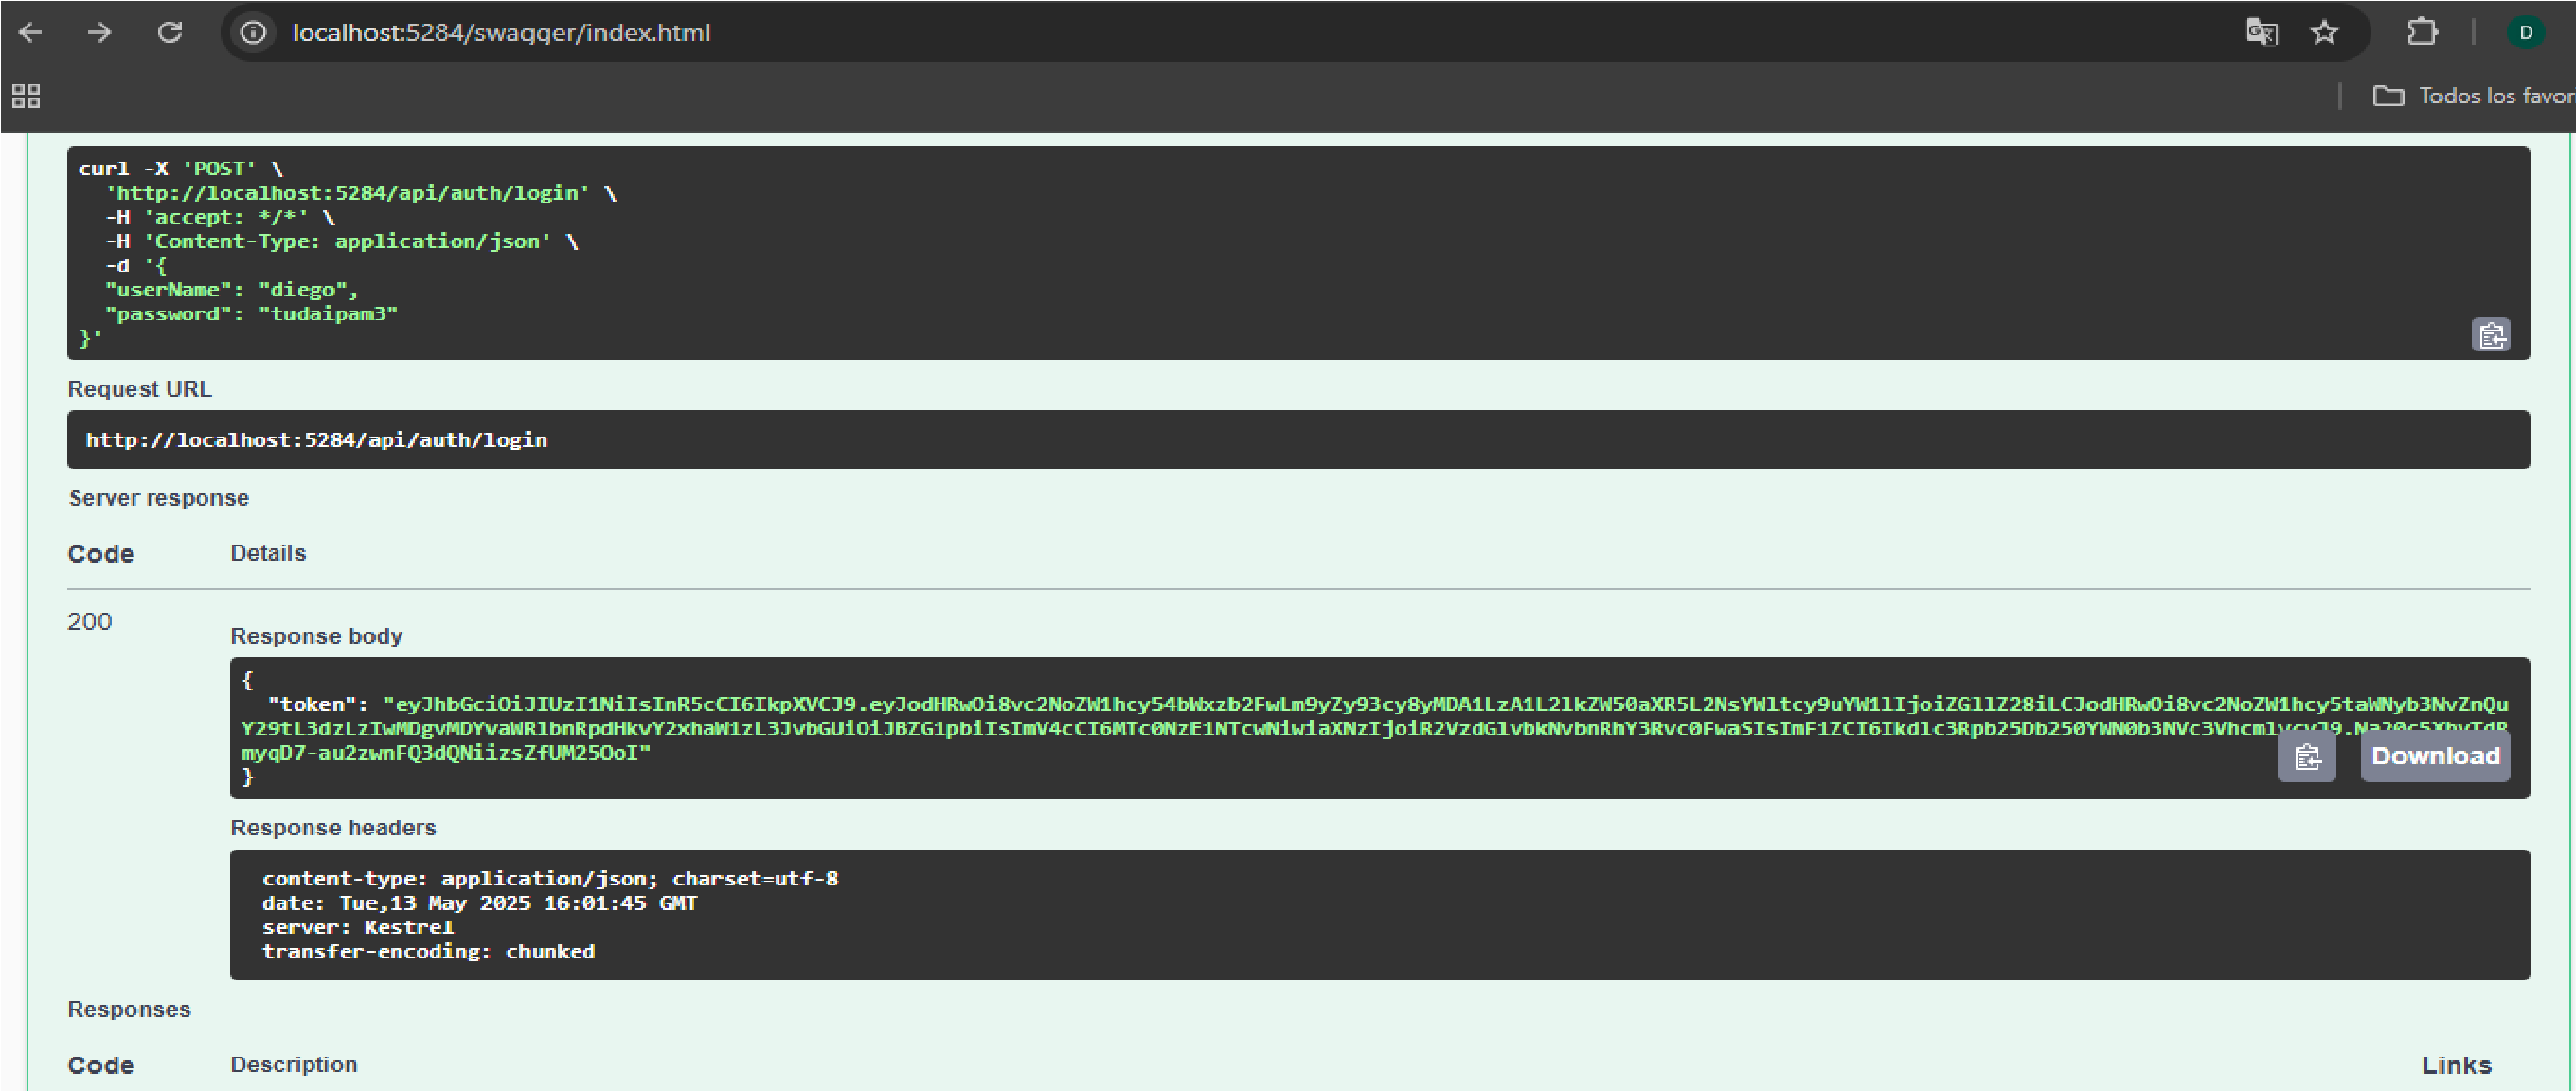 localhost:5284/swagger/index.html
D
Todos los favori
curl -X 'POST' \
'http://localhost:5284/api/auth/login' \
-H 'accept: */*' \
-H 'Content-Type: application/json' \
-d '{
"userName": "diego",
"password": "tudaipam3"
}'
Request URL
http://localhost:5284/api/auth/login
Server response
Code Details
200
Response body
{
"token": "eyJhbGciOiJIUzI1NiIsInR5cCI6IkpXVCJ9.eyJodHRwOi8vc2NoZW1hcy54bWxzb2FwLm9yZy93cy8yMDA1LzA1L2lkZW50aXR5L2NsYWltcy9uYW1lIjoiZGllZ28iLCJodHRwOi8vc2NoZW1hcy5taWNyb3NvZnQu
Y29tL3dzLzIwMDgvMDYvaWRlbnRpdHkvY2xhaW1zL3JvbGUiOiJBZG1pbiIsImV4cCI6MTc0NzE1NTcwNiwiaXNzIjoiR2VzdGlvbkNvbnRhY3Rvc0FwaSIsImF1ZCI6Ikdlc3Rpb25Db250YWN0b3NVc3VhcmlvcyJ9.
myqD7-au2zwnFQ3dQNiizsZfUM25OoI"
}
Download
Response headers
content-type: application/json; charset=utf-8
date: Tue,13 May 2025 16:01:45 GMT
server: Kestrel
transfer-encoding: chunked
Responses
Code Description Links